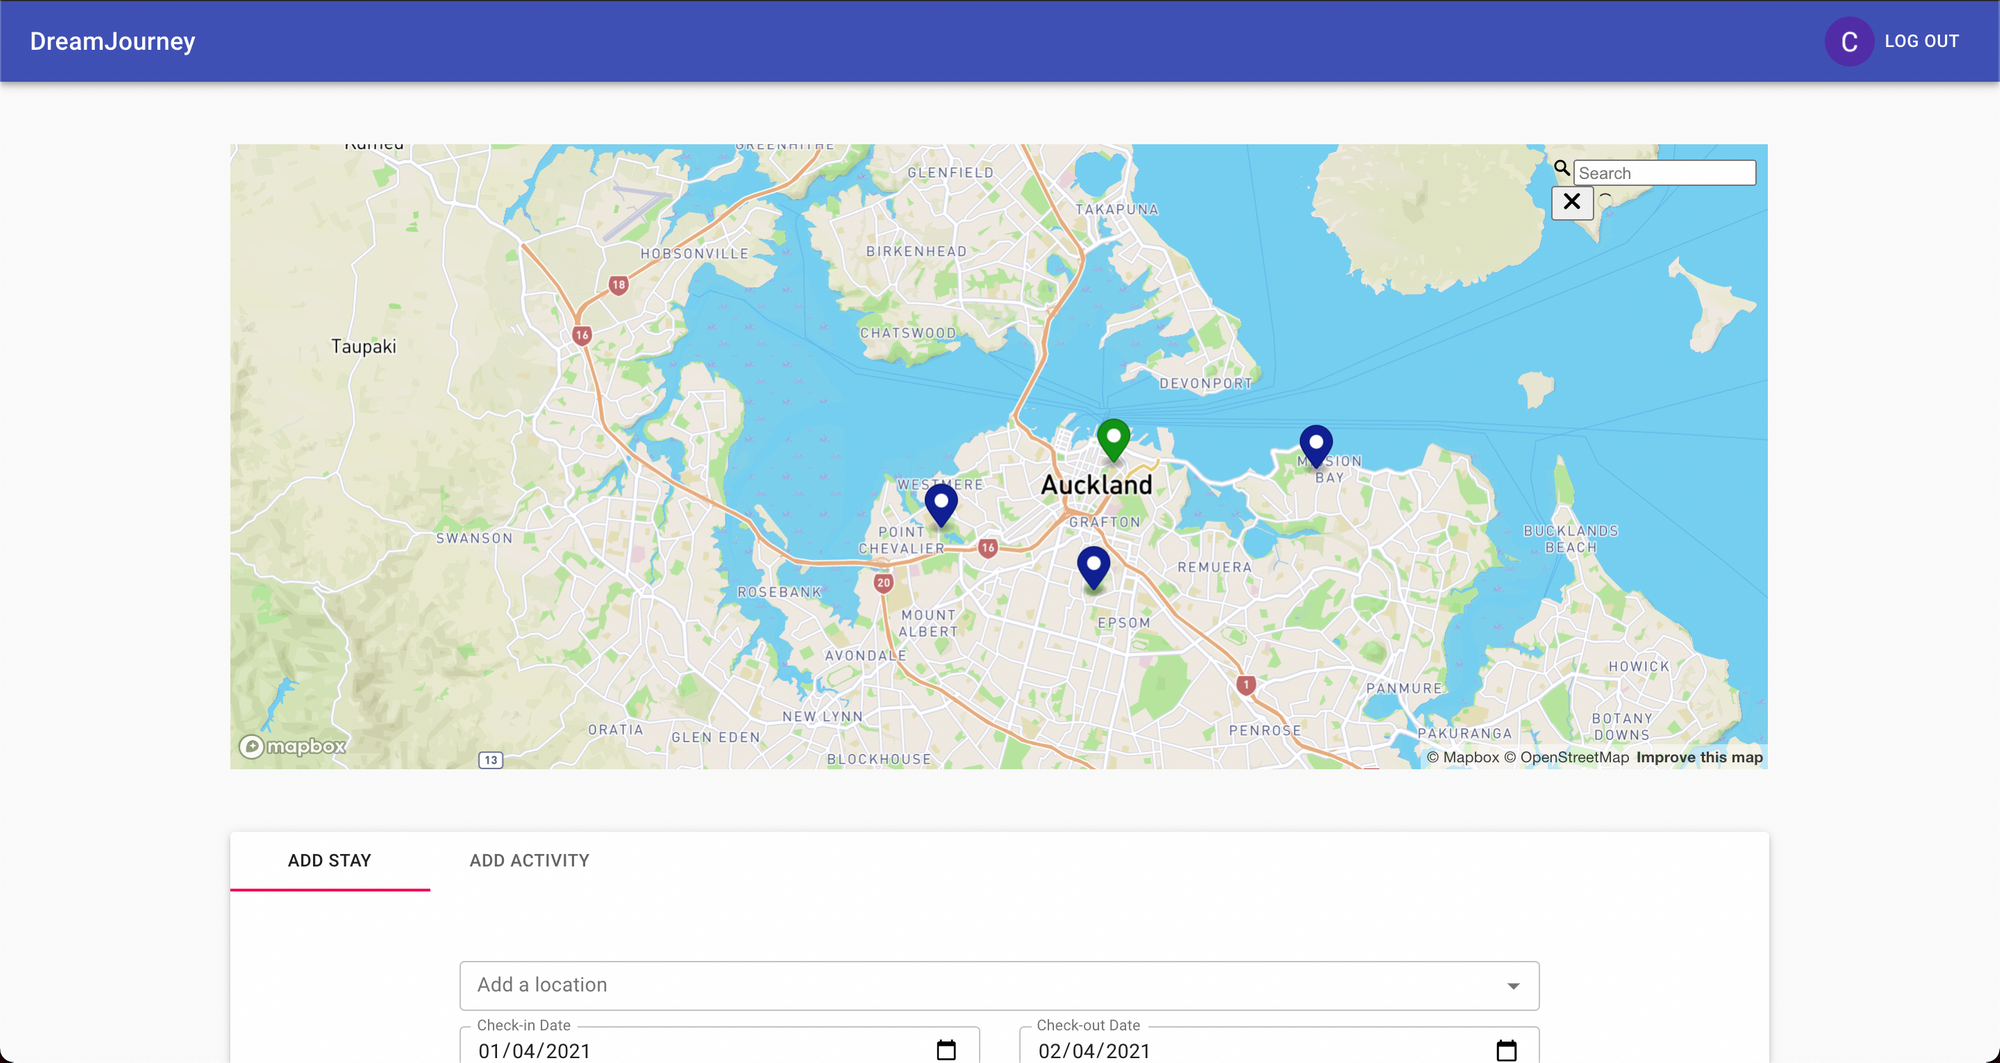 DreamJourney
C LOG OUT
Kumeu
GREENHITHE
GLENFIELD
Search
TAKAPUNA
HOBSONVILLE
BIRKENHEAD
18
16
CHATSWOOD
Taupaki
DEVONPORT
MISSION
BAY
WESTMERE
Auckland
GRAFTON
POINT
CHEVALIER
16
BUCKLANDS
BEACH
SWANSON
REMUERA
20
ROSEBANK
MOUNT
ALBERT
EPSOM
AVONDALE
HOWICK
1
PANMURE
NEW LYNN
BOTANY
DOWNS
ORATIA
GLEN EDEN
PENROSE
PAKURANGA
mapbox
13
BLOCKHOUSE
© Mapbox © OpenStreetMap Improve this map
ADD STAY ADD ACTIVITY
Add a location
Check-in Date Check-out Date
01/04/2021 02/04/2021